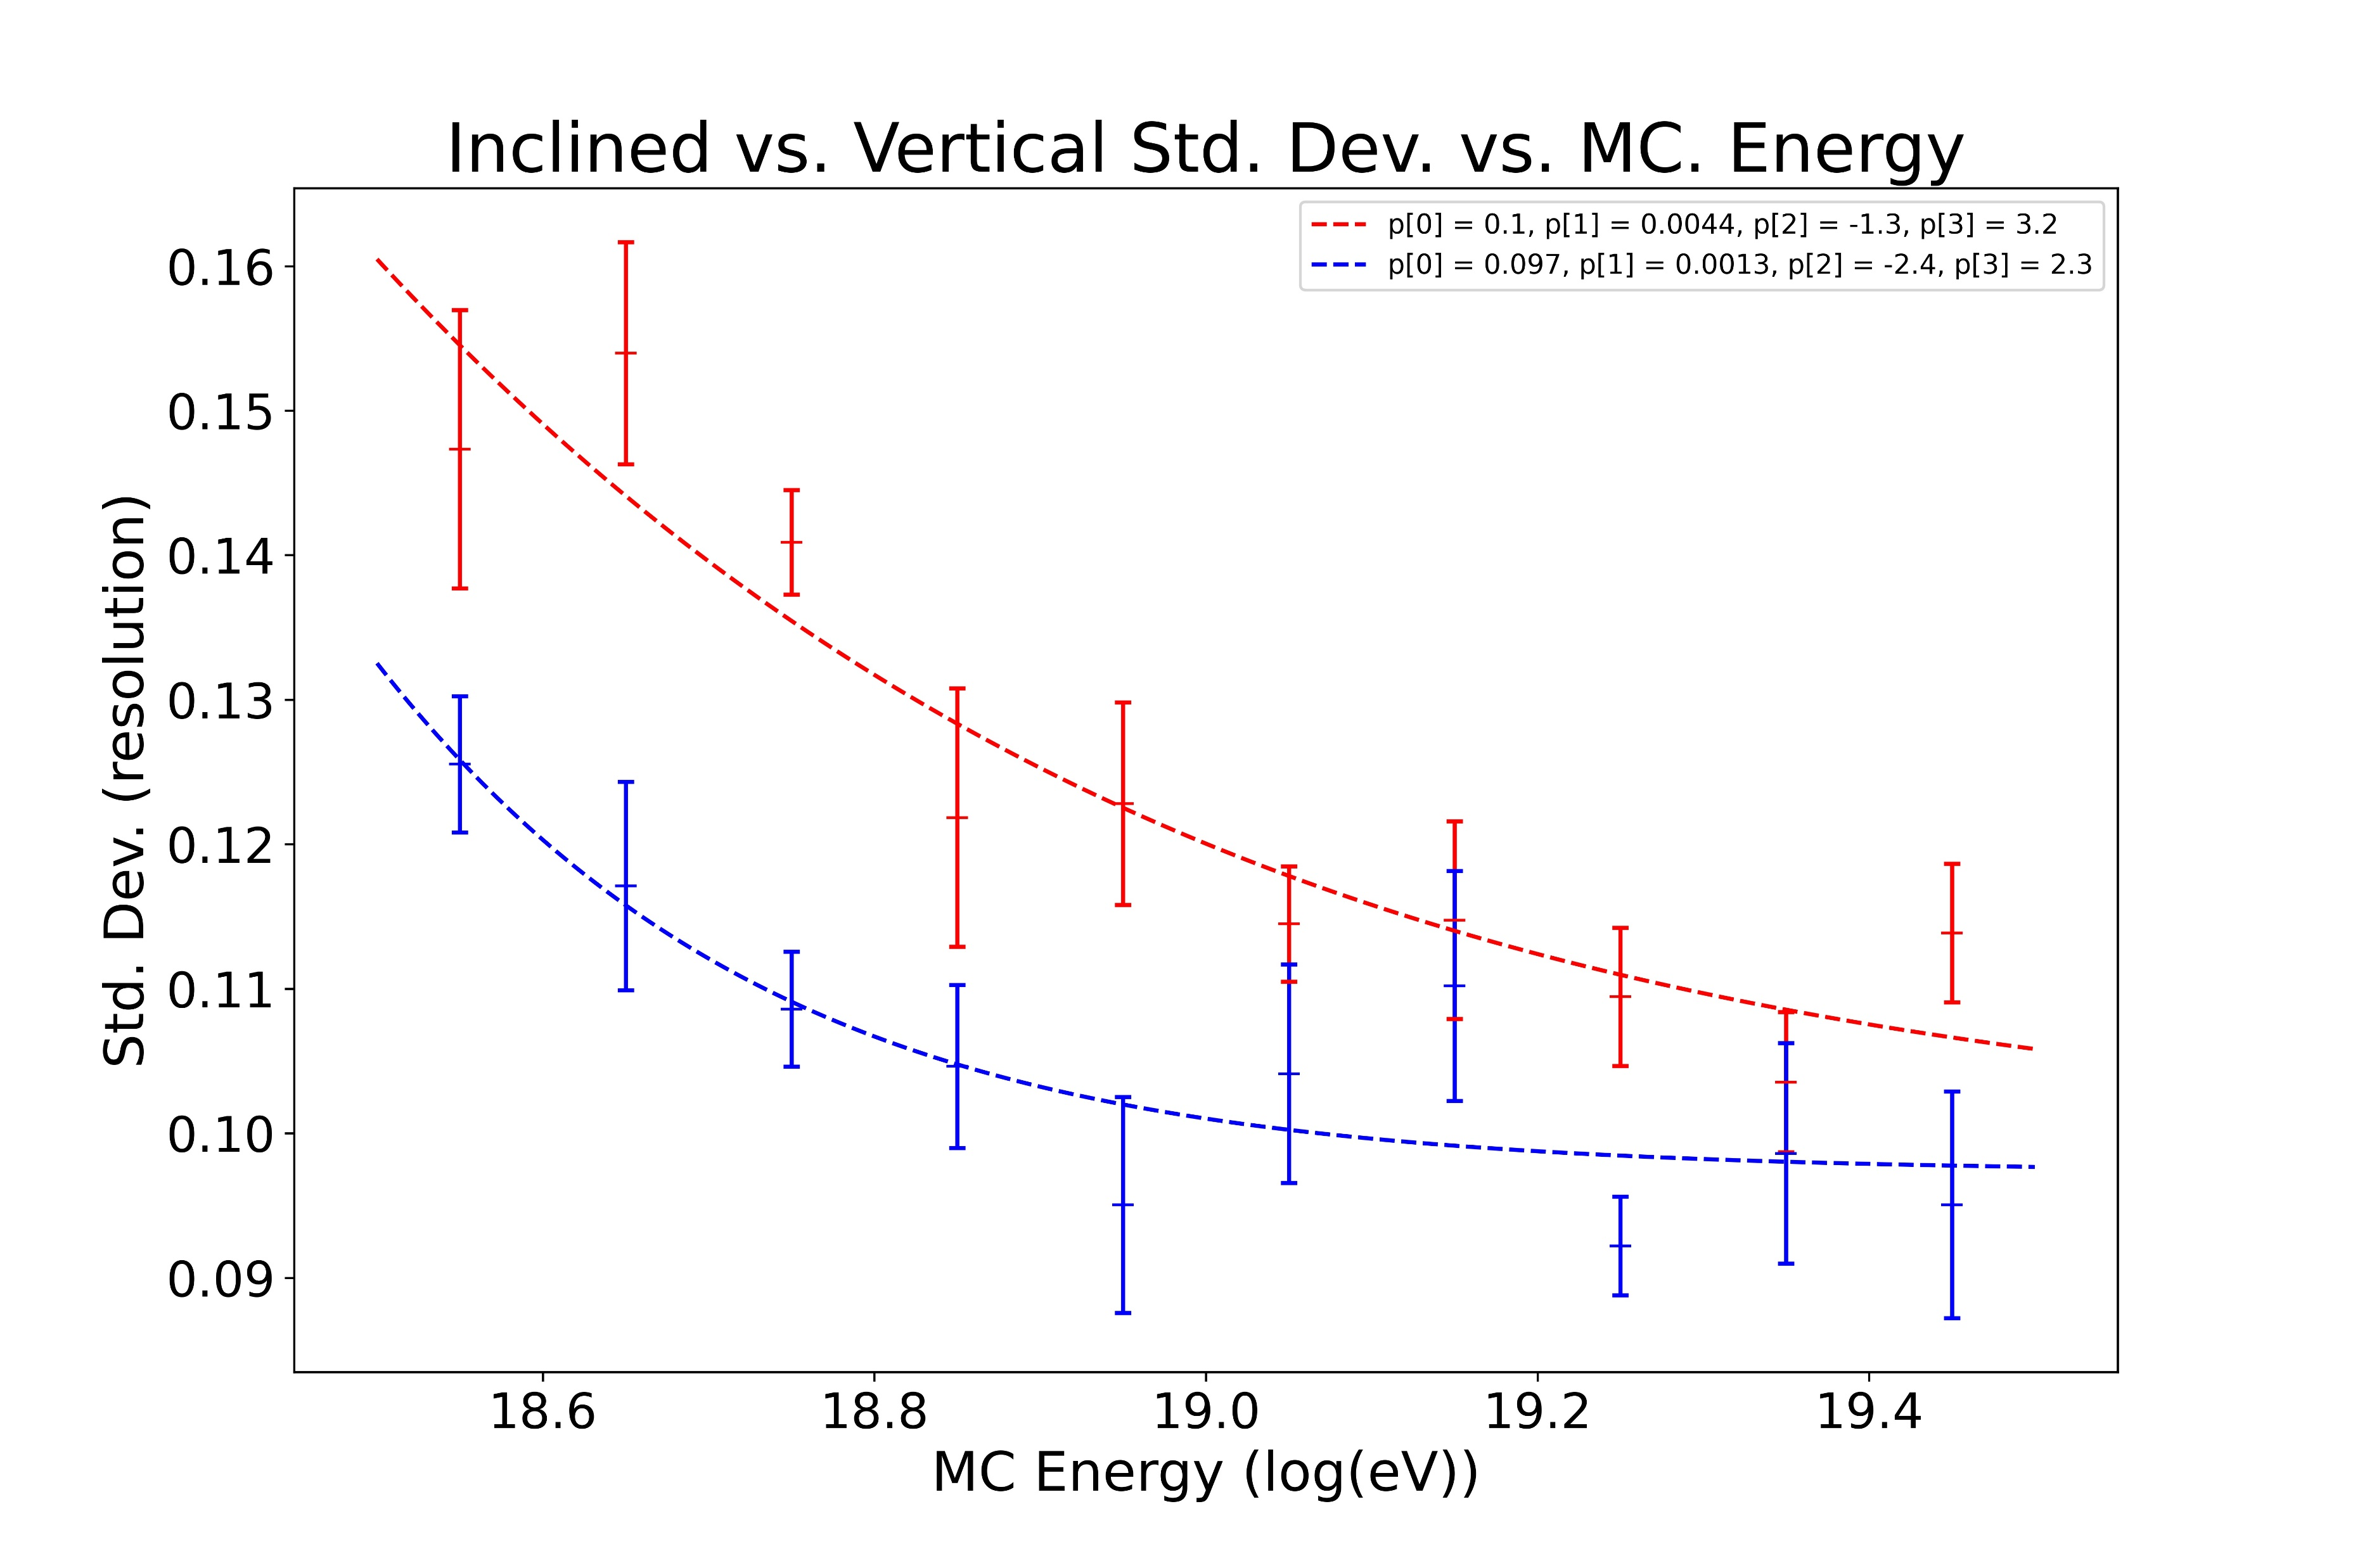 Inclined vs. Vertical Std. Dev. vs. MC. Energy
p[0] = 0.1, p[1] = 0.0044, p[2] = -1.3, p[3] = 3.2
p[0] = 0.097, p[1] = 0.0013, p[2] = -2.4, p[3] = 2.3
Std. Dev. (resolution)
0.16
0.15
0.14
0.13
0.12
0.11
0.10
0.09
18.6 18.8 19.0 19.2 19.4
MC Energy (log(eV))